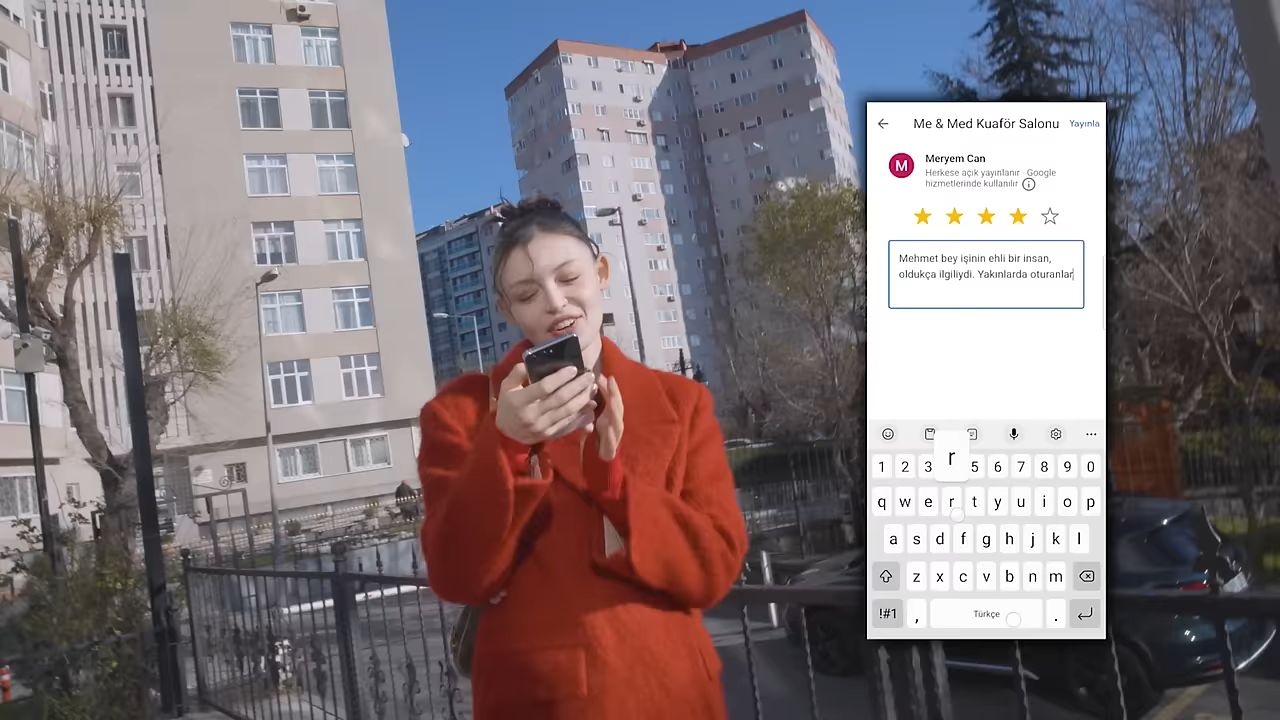 Me & Med Kuaför Salonu Yayınla
M
Meryem Can
Herkese açık yayınlanır · Google
hizmetlerinde kullanılır
Mehmet bey işinin ehli bir insan,
oldukça ilgiliydi. Yakınlarda oturanlar
r
1 2 3 5 6 7 8 9 0
q w e r t y u i o p
a s d f g h j k l
z x c v b n m
!#1 , Türkçe .